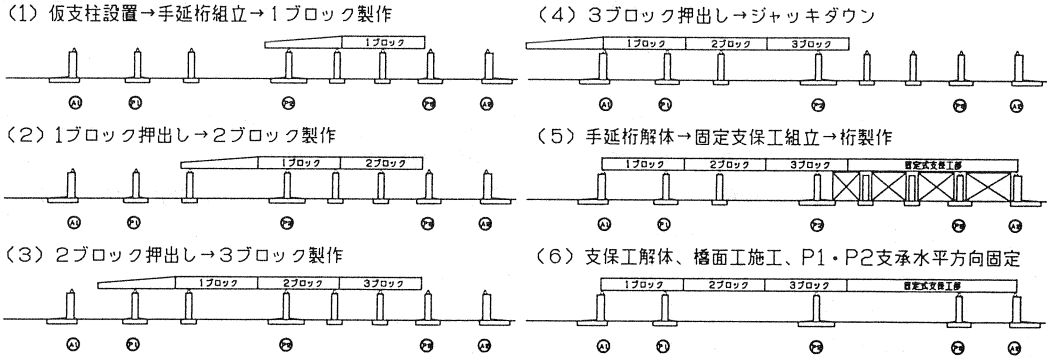 (1) 仮支柱設置→手延桁組立→1ブロック製作
1ブロック
A1 P1 P2 P3 A2
(2) 1ブロック押出し→2ブロック製作
1ブロック 2ブロック
A1 P1 P2 P3 A2
(3) 2ブロック押出し→3ブロック製作
1ブロック 2ブロック 3ブロック
A1 P1 P2 P3 A2
(4) 3ブロック押出し→ジャッキダウン
1ブロック 2ブロック 3ブロック
A1 P1 P2 P3 A2
(5) 手延桁解体→固定支保工組立→桁製作
1ブロック 2ブロック 3ブロック 固定式支保工部
A1 P1 P2 P3 A2
(6) 支保工解体、橋面工施工、P1・P2支承水平方向固定
1ブロック 2ブロック 3ブロック 固定式支保工部
A1 P1 P2 P3 A2